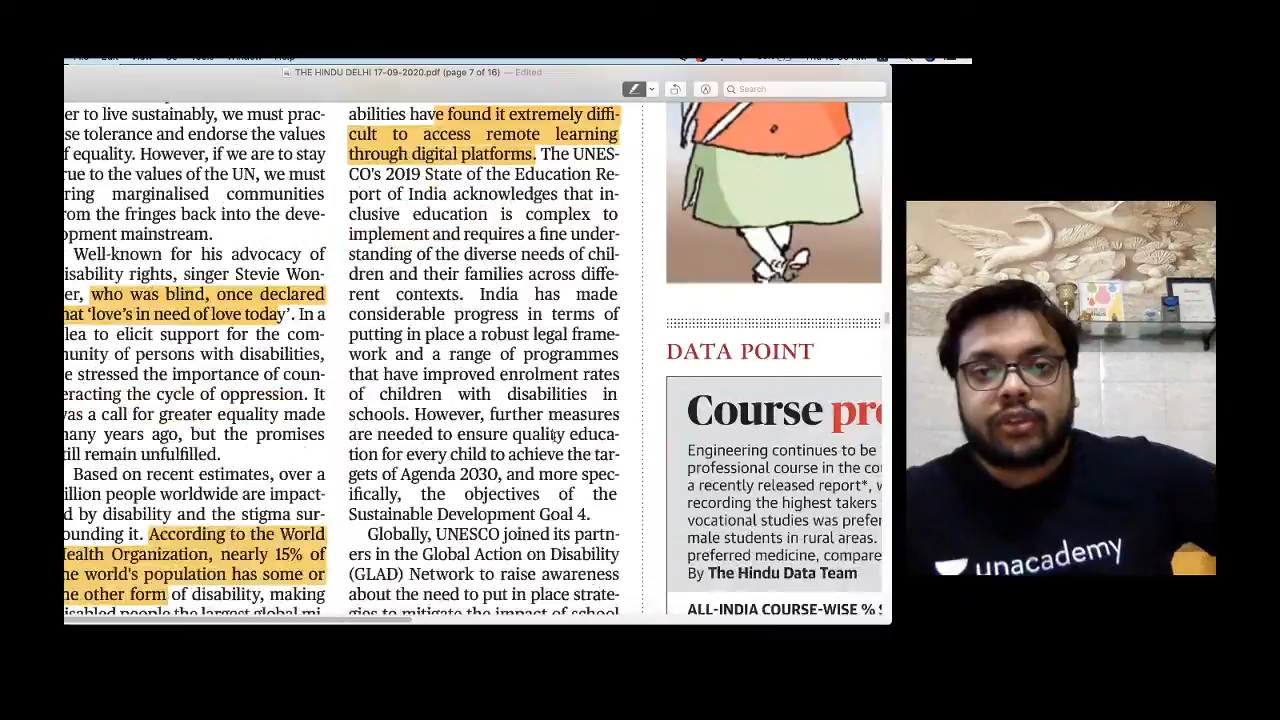 THE HINDU DELHI 17-09-2020.pdf (page 7 of 16) — Edited
Search
er to live sustainably, we must prac-
se tolerance and endorse the values
f equality. However, if we are to stay
rue to the values of the UN, we must
ring marginalised communities
rom the fringes back into the deve-
opment mainstream.
Well-known for his advocacy of
isability rights, singer Stevie Won-
er, who was blind, once declared
hat ‘love’s in need of love today’. In a
lea to elicit support for the com-
nunity of persons with disabilities,
e stressed the importance of coun-
eracting the cycle of oppression. It
vas a call for greater equality made
nany years ago, but the promises
till remain unfulfilled.
Based on recent estimates, over a
illion people worldwide are impact-
d by disability and the stigma sur-
ounding it. According to the World
Health Organization, nearly 15% of
he world's population has some or
he other form of disability, making
isabled people the largest global mi-
abilities have found it extremely diffi-
cult to access remote learning
through digital platforms. The UNES-
CO's 2019 State of the Education Re-
port of India acknowledges that in-
clusive education is complex to
implement and requires a fine under-
standing of the diverse needs of chil-
dren and their families across diffe-
rent contexts. India has made
considerable progress in terms of
putting in place a robust legal frame-
work and a range of programmes
that have improved enrolment rates
of children with disabilities in
schools. However, further measures
are needed to ensure quality educa-
tion for every child to achieve the tar-
gets of Agenda 2030, and more spec-
ifically, the objectives of the
Sustainable Development Goal 4.
Globally, UNESCO joined its partn-
ers in the Global Action on Disability
(GLAD) Network to raise awareness
about the need to put in place strate-
gies to mitigate the impact of school
DATA POINT
Course pr
Engineering continues to be
professional course in the co
a recently released report*, w
recording the highest takers
vocational studies was prefer
male students in rural areas.
preferred medicine, compare
By The Hindu Data Team
ALL-INDIA COURSE-WISE % S
unacademy